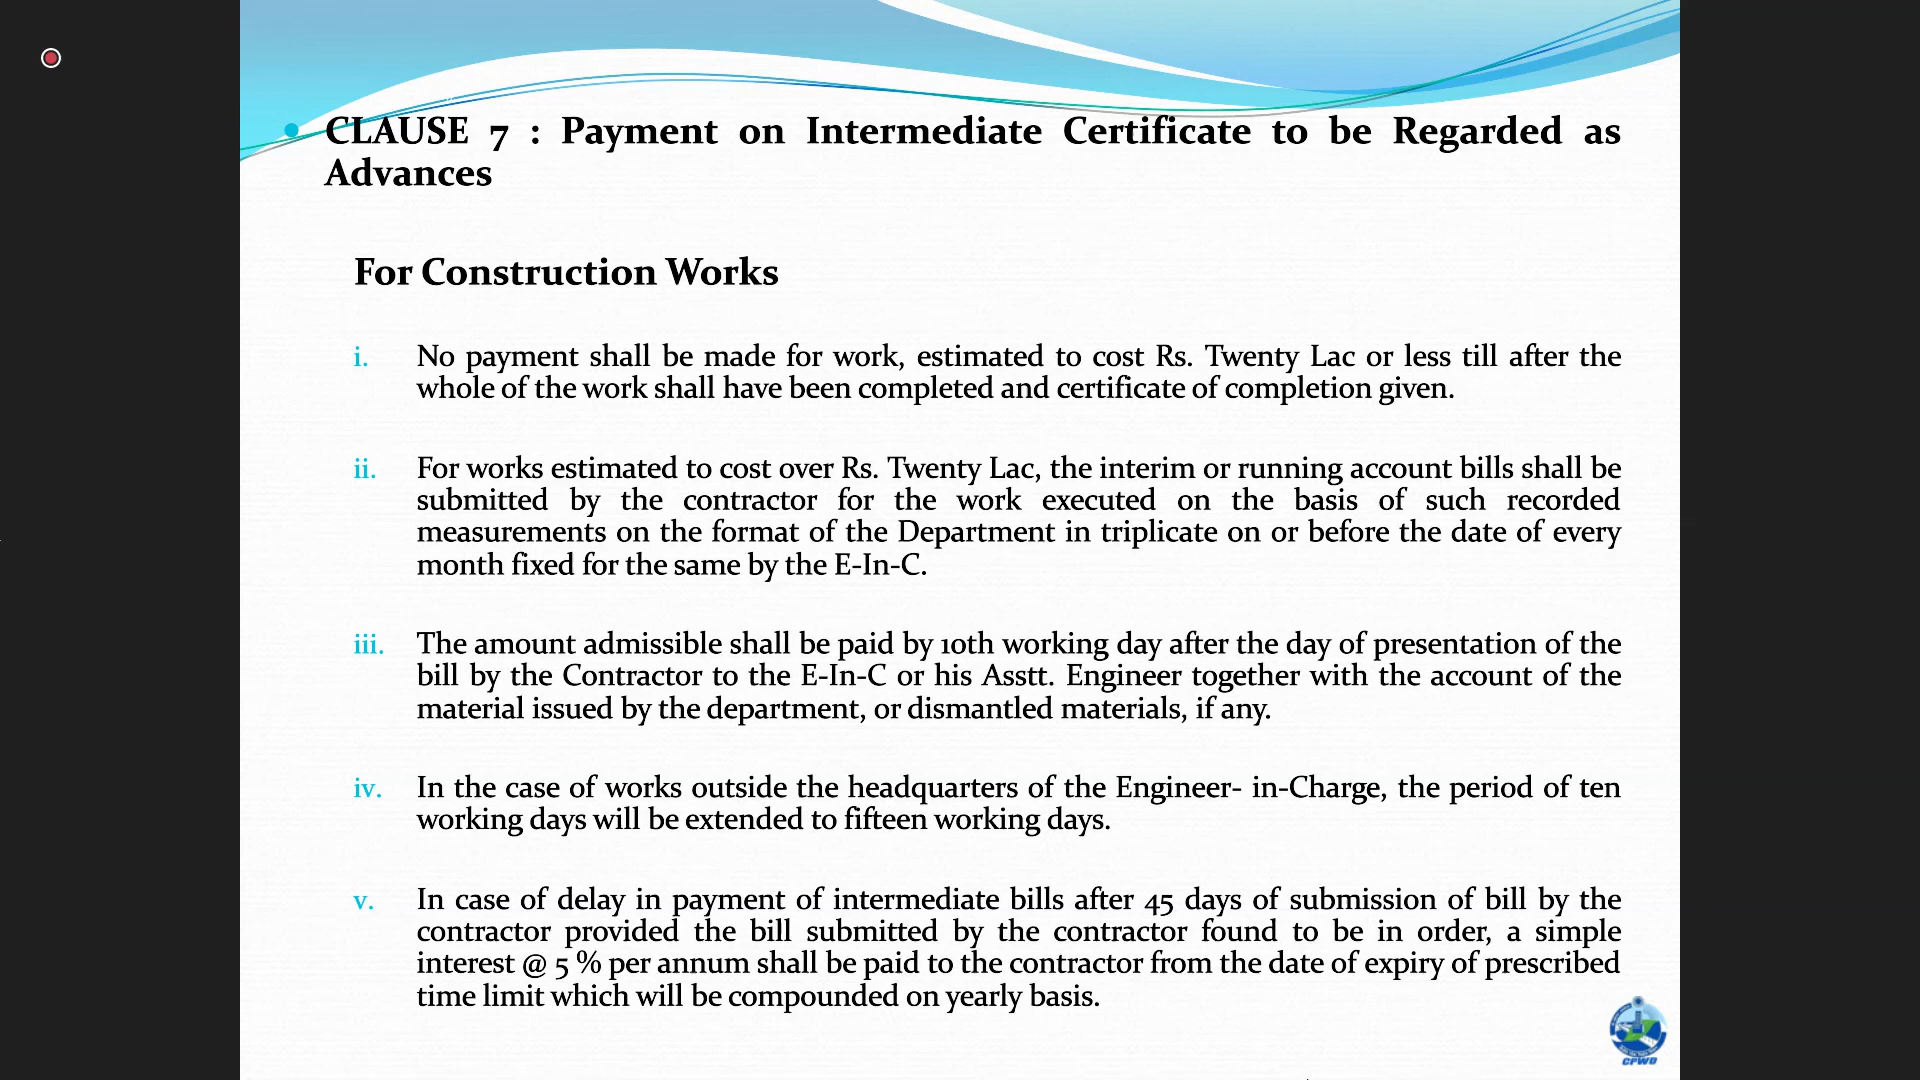 CLAUSE 7 : Payment on Intermediate Certificate to be Regarded as
Advances
For Construction Works
i. No payment shall be made for work, estimated to cost Rs. Twenty Lac or less till after the
whole of the work shall have been completed and certificate of completion given.
ii. For works estimated to cost over Rs. Twenty Lac, the interim or running account bills shall be
submitted by the contractor for the work executed on the basis of such recorded
measurements on the format of the Department in triplicate on or before the date of every
month fixed for the same by the E-In-C.
iii. The amount admissible shall be paid by 10th working day after the day of presentation of the
bill by the Contractor to the E-In-C or his Asstt. Engineer together with the account of the
material issued by the department, or dismantled materials, if any.
iv. In the case of works outside the headquarters of the Engineer- in-Charge, the period of ten
working days will be extended to fifteen working days.
v. In case of delay in payment of intermediate bills after 45 days of submission of bill by the
contractor provided the bill submitted by the contractor found to be in order, a simple
interest @ 5 % per annum shall be paid to the contractor from the date of expiry of prescribed
time limit which will be compounded on yearly basis.
CPWD